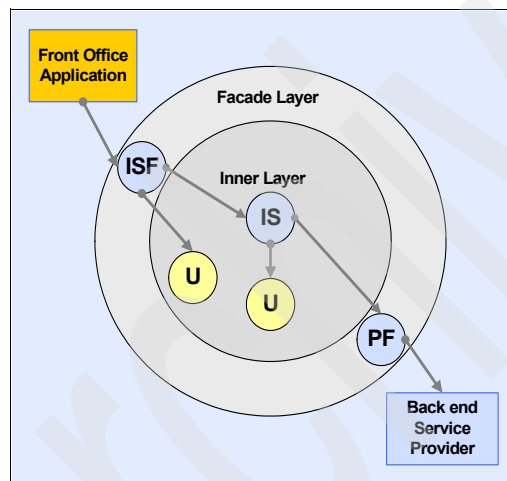 Front Office
Application
Facade Layer
ISF
Inner Layer
IS
U
U
PF
Back end
Service
Provider